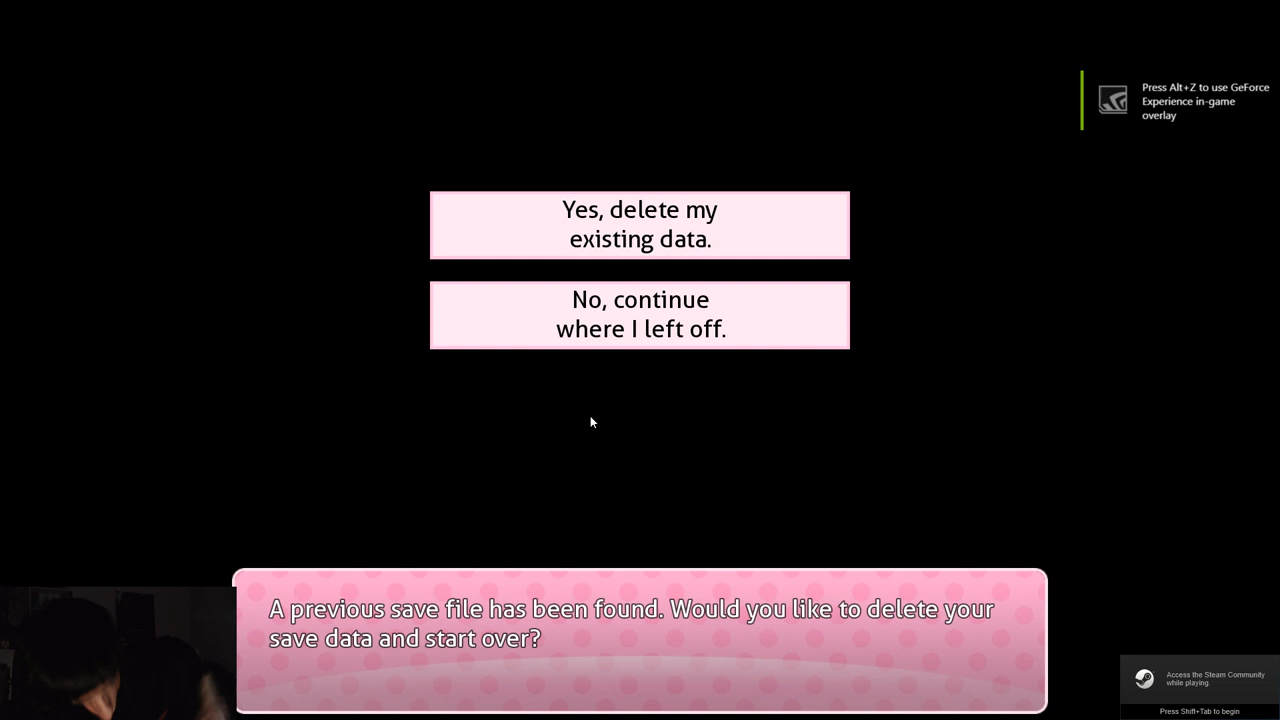 Press Alt+Z to use GeForce
Experience in-game
overlay
Yes, delete my
existing data.
No, continue
where I left off.
A previous save file has been found. Would you like to delete your
save data and start over?
Access the Steam Community
while playing.
Press Shift+Tab to begin